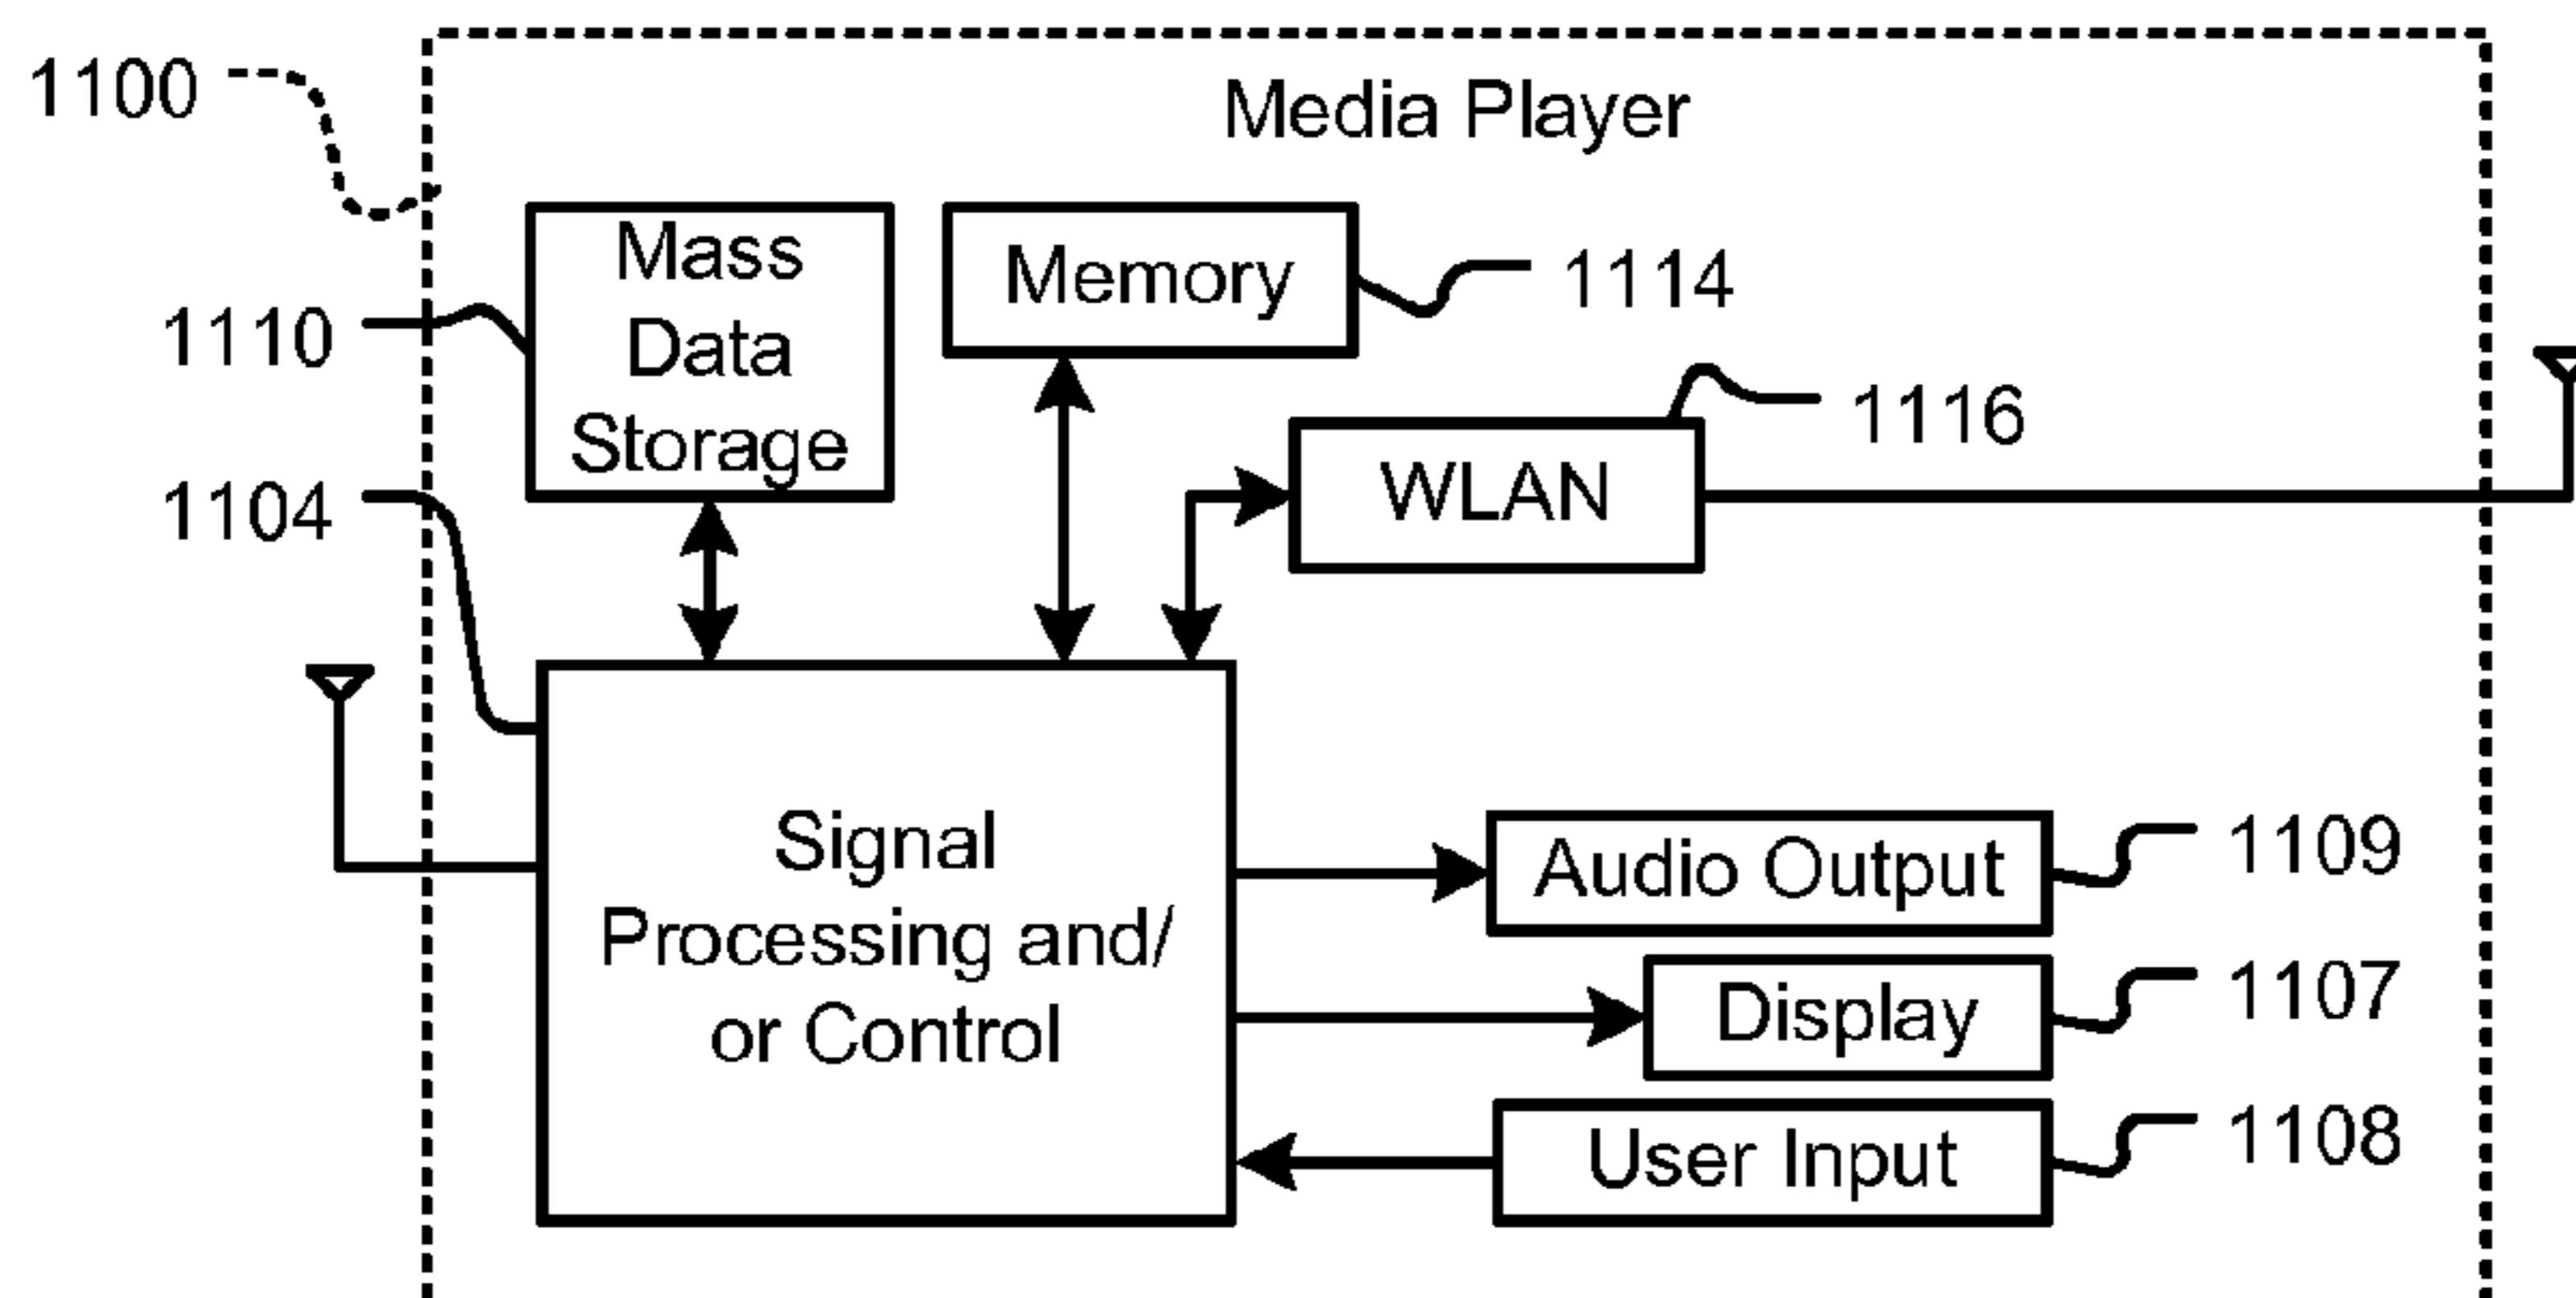 1100
Media Player
Mass
Data
Storage
Memory
1114
1110
1116
WLAN
1104
Signal
Processing and/
or Control
Audio Output
1109
Display
1107
User Input
1108